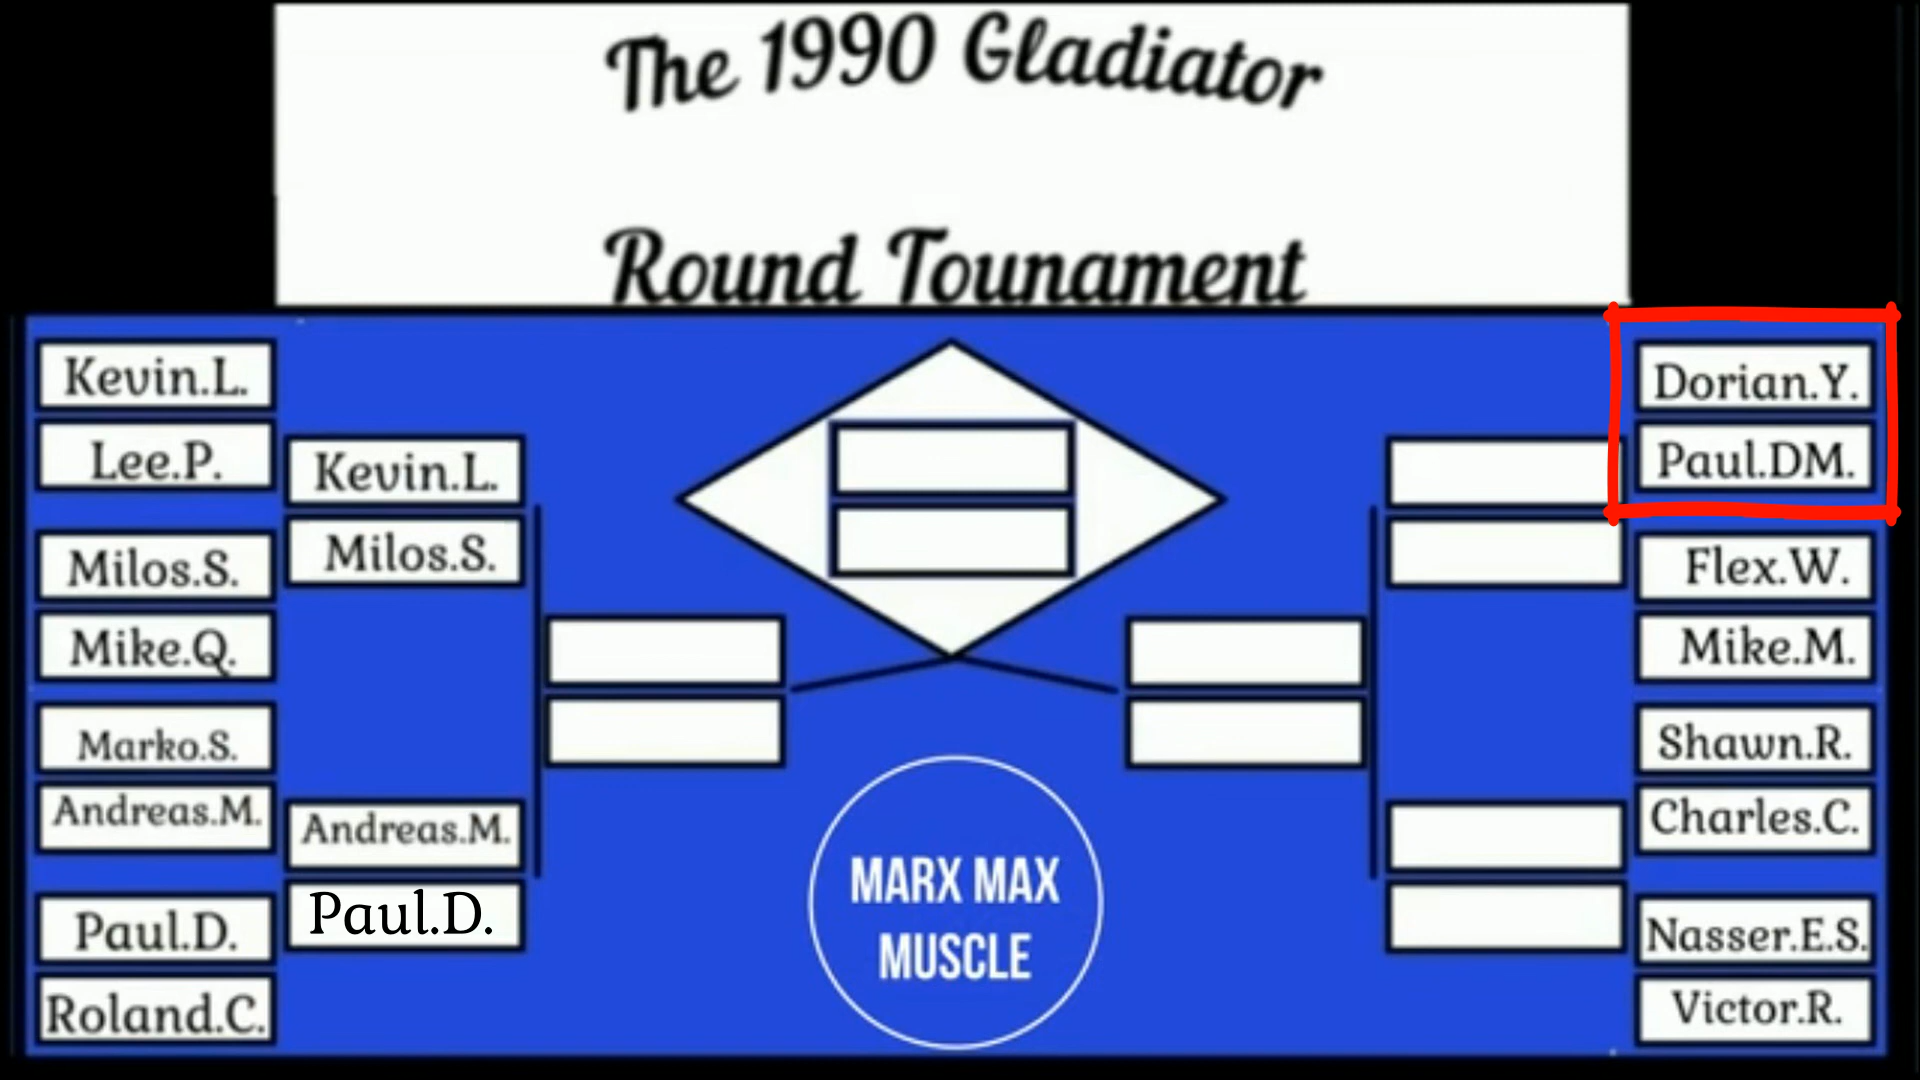 The 1990 Gladiator
Round Tounament
Kevin.L.
Lee.P.
Milos.S.
Mike.Q.
Marko.S.
Andreas.M.
Paul.D.
Roland.C.
Kevin.L.
Milos.S.
Andreas.M.
Paul.D.
MARX MAX
MUSCLE
Dorian.Y.
Paul.DM.
Flex.W.
Mike.M.
Shawn.R.
Charles.C.
Nasser.E.S.
Victor.R.